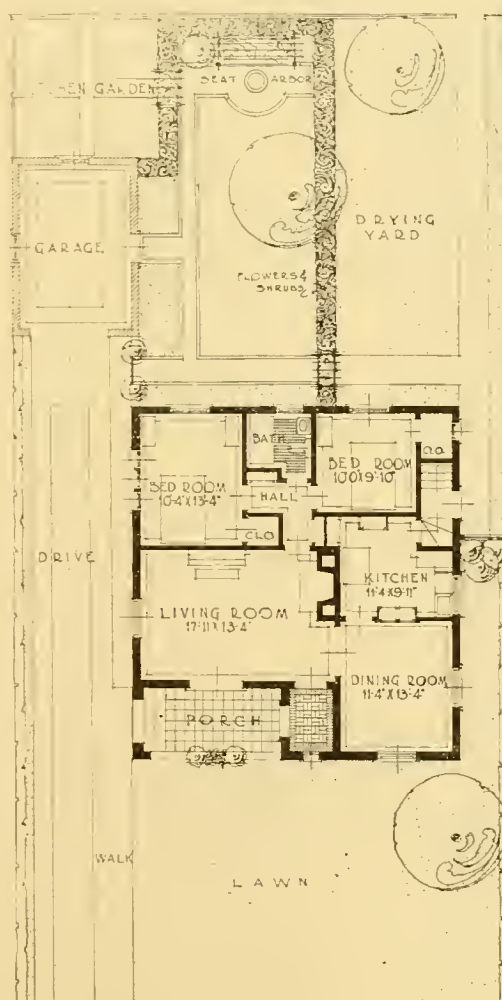 SEAT ARBOR
KITCHEN GARDEN
DRYING
YARD
GARAGE
FLOWERS &
SHRUBS
BATH
BED ROOM
10'0"X9'-10"
BED ROOM
10'-4"X13'-4"
HALL
CLO
DRIVE
KITCHEN
11'-4"X9'-11"
LIVING ROOM
17'-11"X13'-4"
DINING ROOM
11'-4"X13'-4"
PORCH
WALK
LAWN